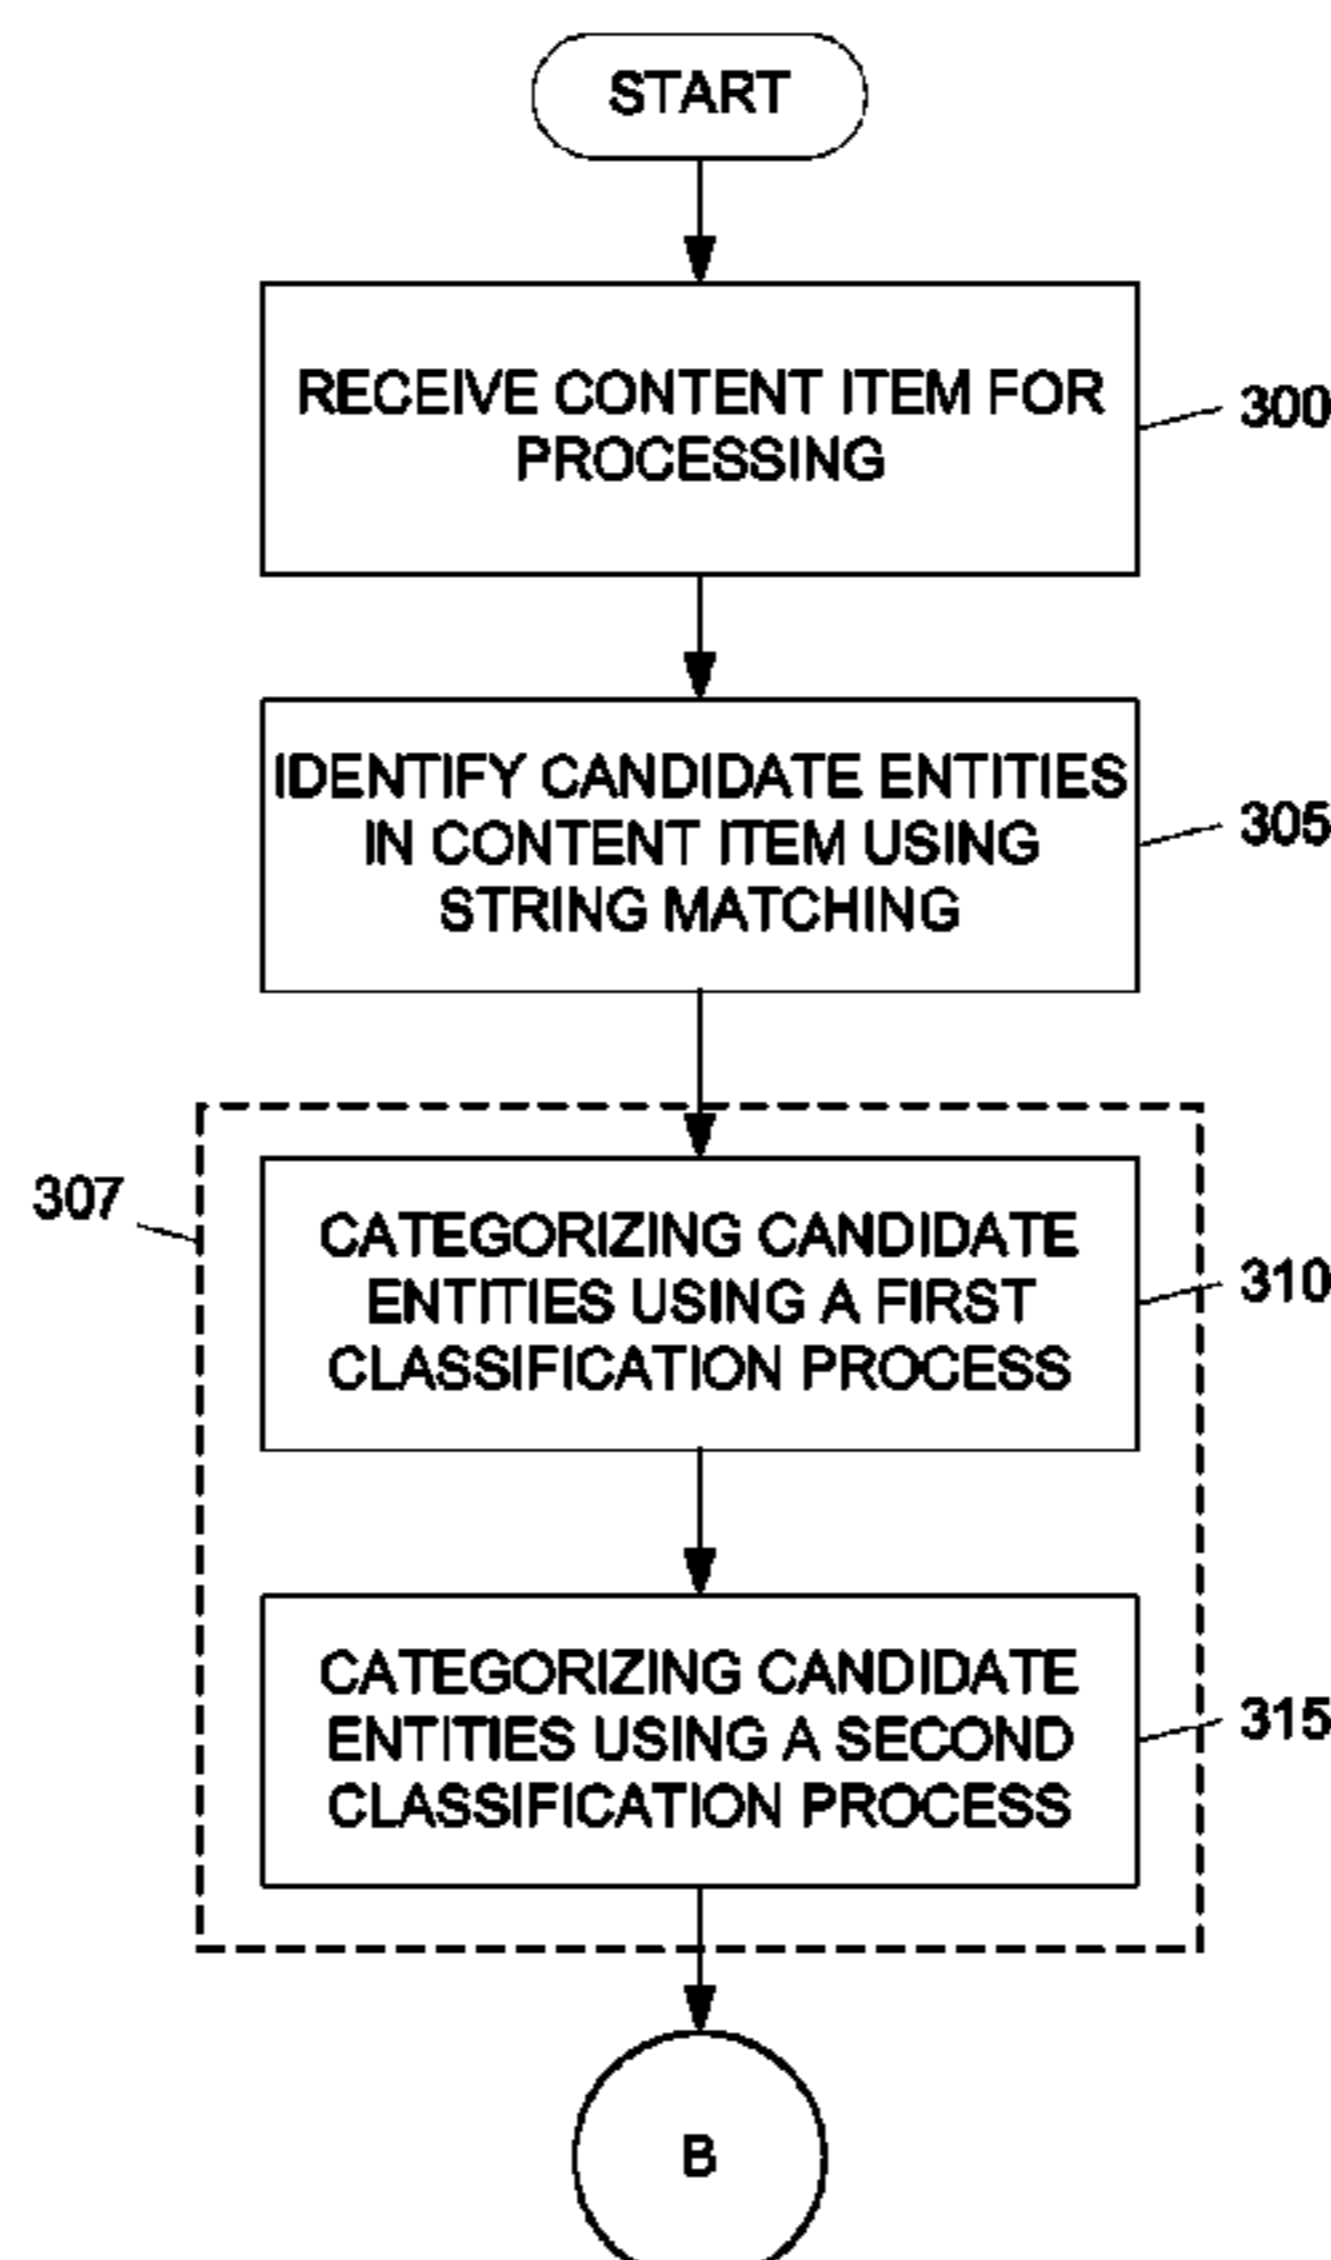 START
RECEIVE CONTENT ITEM FOR
PROCESSING
300
IDENTIFY CANDIDATE ENTITIES
IN CONTENT ITEM USING
STRING MATCHING
305
307
CATEGORIZING CANDIDATE
ENTITIES USING A FIRST
CLASSIFICATION PROCESS
310
CATEGORIZING CANDIDATE
ENTITIES USING A SECOND
CLASSIFICATION PROCESS
315
B